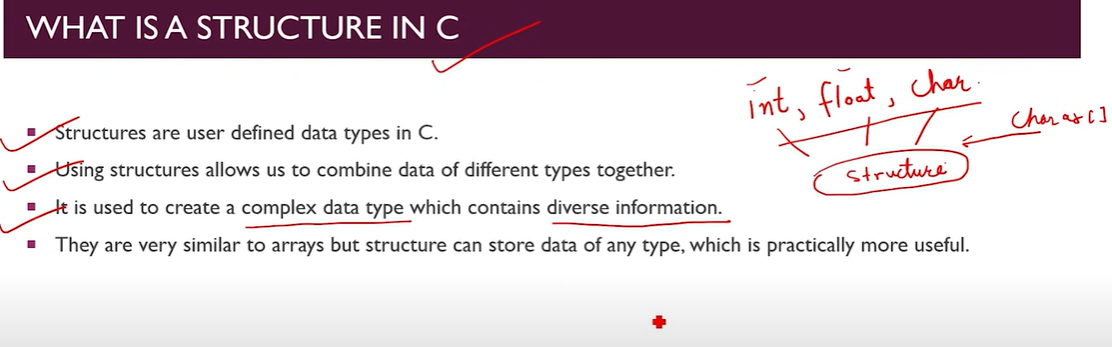 WHAT IS A STRUCTURE IN C
int, float, char.
char ar[]
structure
Structures are user defined data types in C.
Using structures allows us to combine data of different types together.
It is used to create a complex data type which contains diverse information.
They are very similar to arrays but structure can store data of any type, which is practically more useful.